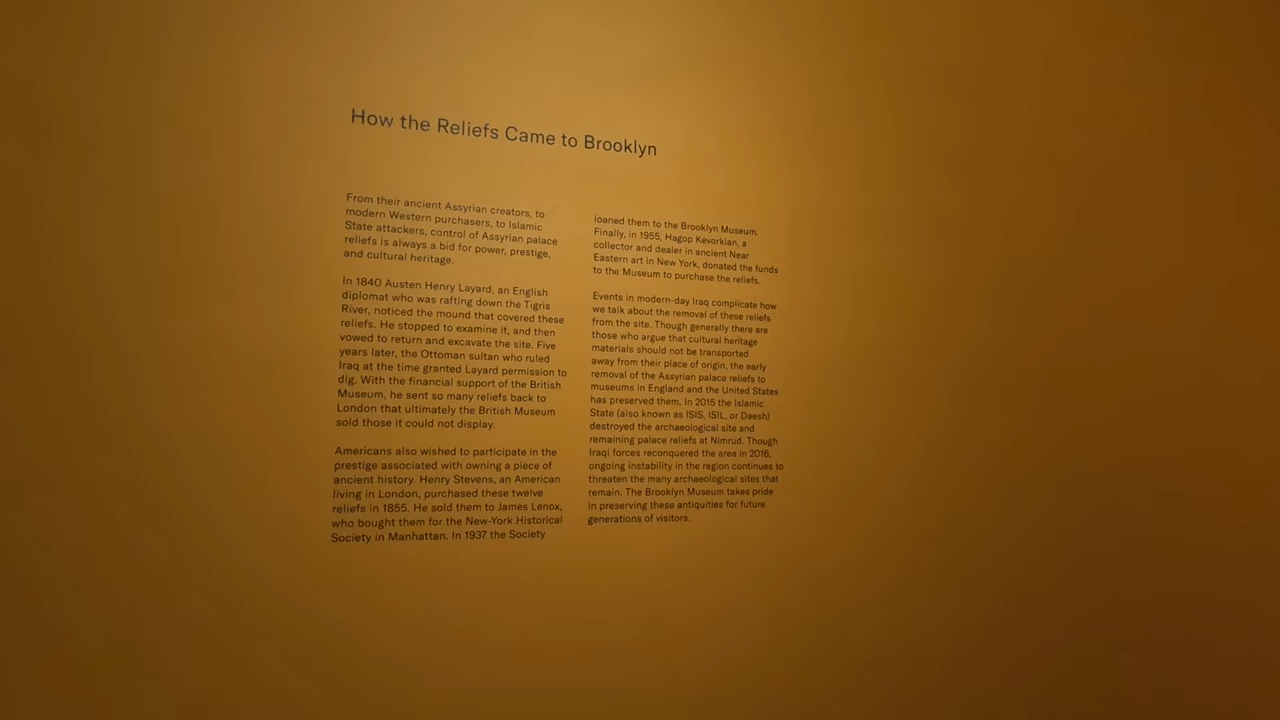 How the Reliefs Came to Brooklyn
From their ancient Assyrian creators, to
modern Western purchasers, to Islamic
State attackers, control of Assyrian palace
reliefs is always a bid for power, prestige,
and cultural heritage.
In 1840 Austen Henry Layard, an English
diplomat who was rafting down the Tigris
River, noticed the mound that covered these
reliefs. He stopped to examine it, and then
vowed to return and excavate the site. Five
years later, the Ottoman sultan who ruled
Iraq at the time granted Layard permission to
dig. With the financial support of the British
Museum, he sent so many reliefs back to
London that ultimately the British Museum
sold those it could not display.
Americans also wished to participate in the
prestige associated with owning a piece of
ancient history. Henry Stevens, an American
living in London, purchased these twelve
reliefs in 1855. He sold them to James Lenox,
who bought them for the New-York Historical
Society in Manhattan. In 1937 the Society
loaned them to the Brooklyn Museum.
Finally, in 1955, Hagop Kevorkian, a
collector and dealer in ancient Near
Eastern art in New York, donated the funds
to the Museum to purchase the reliefs.
Events in modern-day Iraq complicate how
we talk about the removal of these reliefs
from the site. Though generally there are
those who argue that cultural heritage
materials should not be transported
away from their place of origin, the early
removal of the Assyrian palace reliefs to
museums in England and the United States
has preserved them. In 2015 the Islamic
State (also known as ISIS, ISIL, or Daesh)
destroyed the archaeological site and
remaining palace reliefs at Nimrud. Though
Iraqi forces reconquered the area in 2016,
ongoing instability in the region continues to
threaten the many archaeological sites that
remain. The Brooklyn Museum takes pride
in preserving these antiquities for future
generations of visitors.